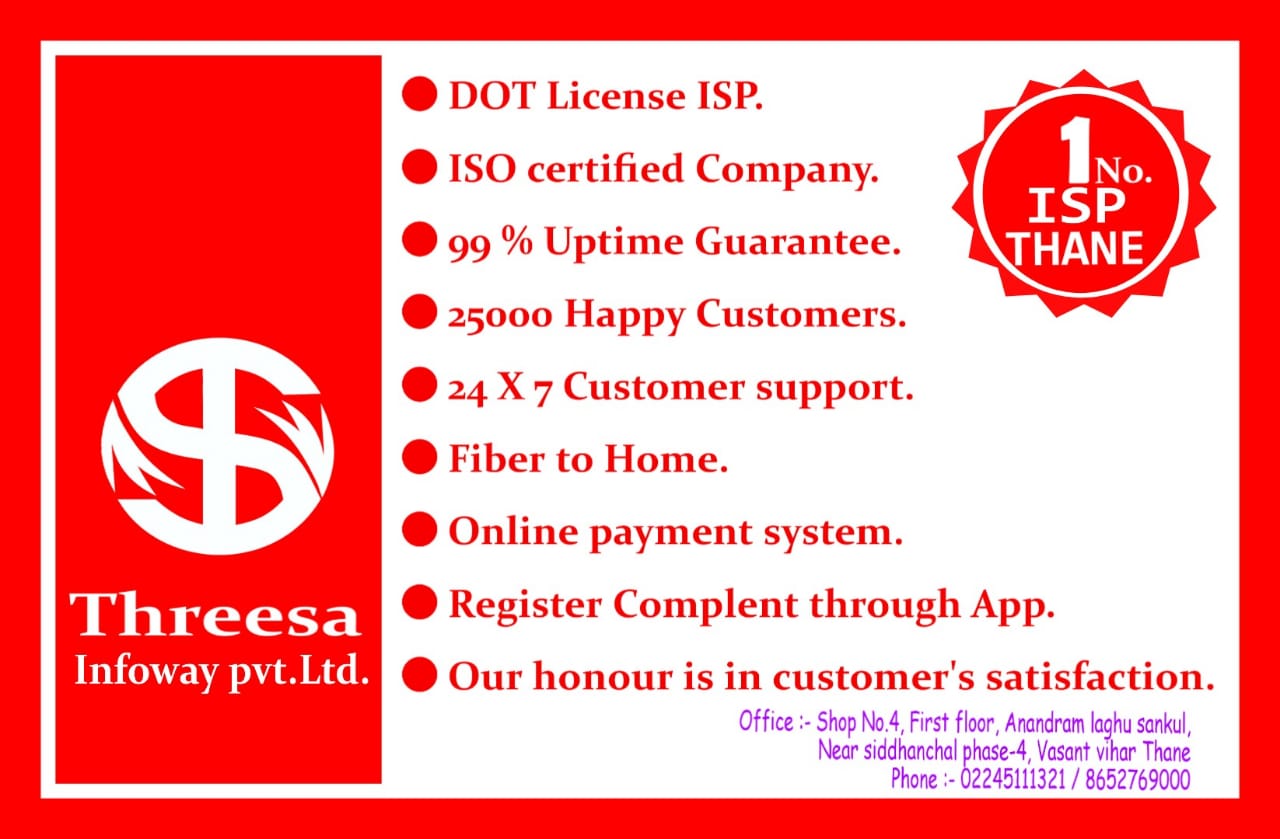 Threesa
Infoway pvt.Ltd.
DOT License ISP.
ISO certified Company.
99 % Uptime Guarantee.
25000 Happy Customers.
24 X 7 Customer support.
Fiber to Home.
Online payment system.
Register Complent through App.
Our honour is in customer's satisfaction.
1 No.
ISP
THANE
Office :- Shop No.4, First floor, Anandram laghu sankul,
Near siddhanchal phase-4, Vasant vihar Thane
Phone :- 02245111321 / 8652769000